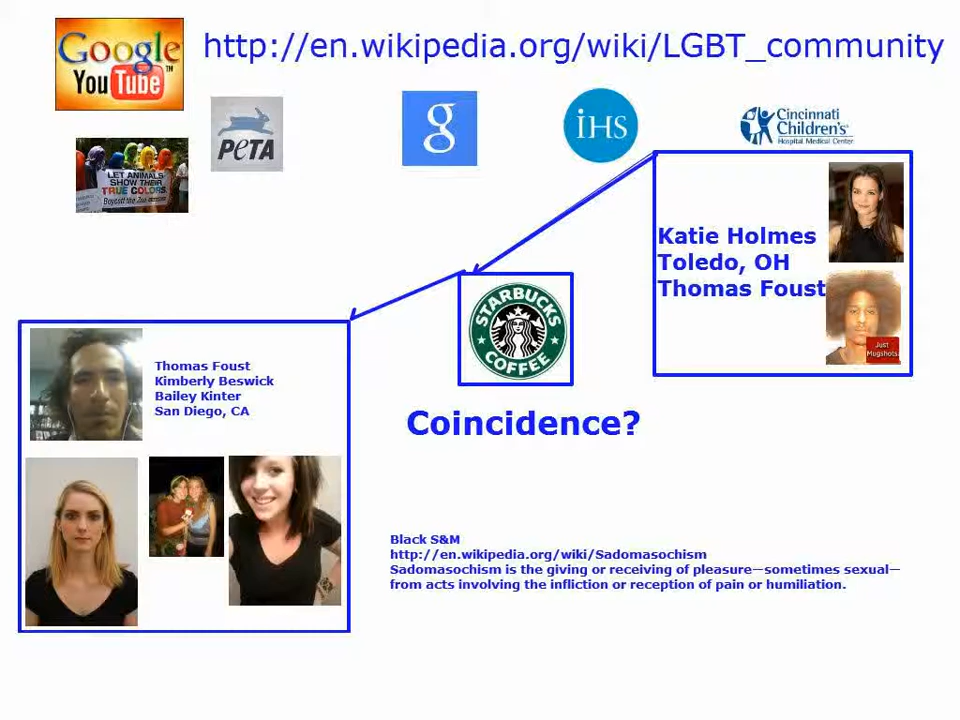 Google
YouTube™
http://en.wikipedia.org/wiki/LGBT_community
PETA
g
iHS
Cincinnati
Children's
Hospital Medical Center
LET ANIMALS
SHOW THEIR
TRUE COLORS
Boycott the
Katie Holmes
Toledo, OH
Thomas Foust
Just
Mugshots
STARBUCKS
COFFEE
Thomas Foust
Kimberly Beswick
Bailey Kinter
San Diego, CA
Coincidence?
Black S&M
http://en.wikipedia.org/wiki/Sadomasochism
Sadomasochism is the giving or receiving of pleasure—sometimes sexual—
from acts involving the infliction or reception of pain or humiliation.